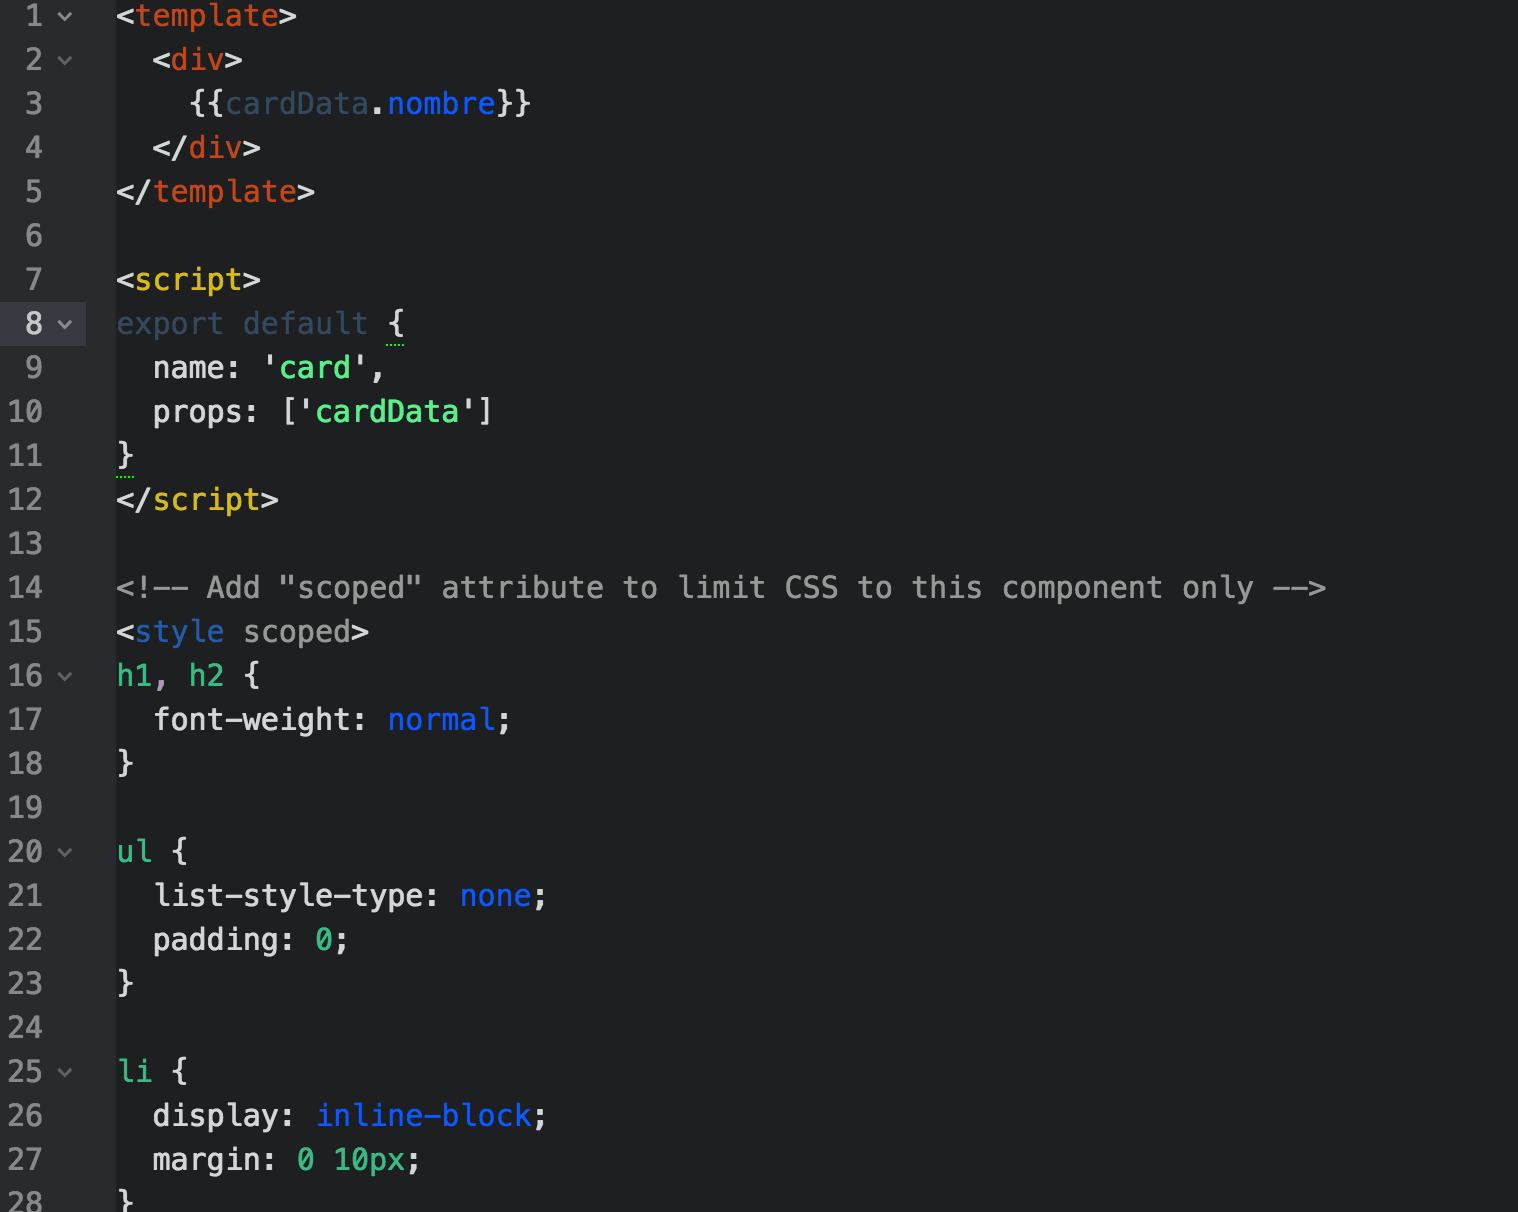 1 <template>
2   <div>
3     {{cardData.nombre}}
4   </div>
5 </template>
6
7 <script>
8 export default {
9   name: 'card',
10   props: ['cardData']
11 }
12 </script>
13
14 <!-- Add "scoped" attribute to limit CSS to this component only -->
15 <style scoped>
16 h1, h2 {
17   font-weight: normal;
18 }
19
20 ul {
21   list-style-type: none;
22   padding: 0;
23 }
24
25 li {
26   display: inline-block;
27   margin: 0 10px;
28 }